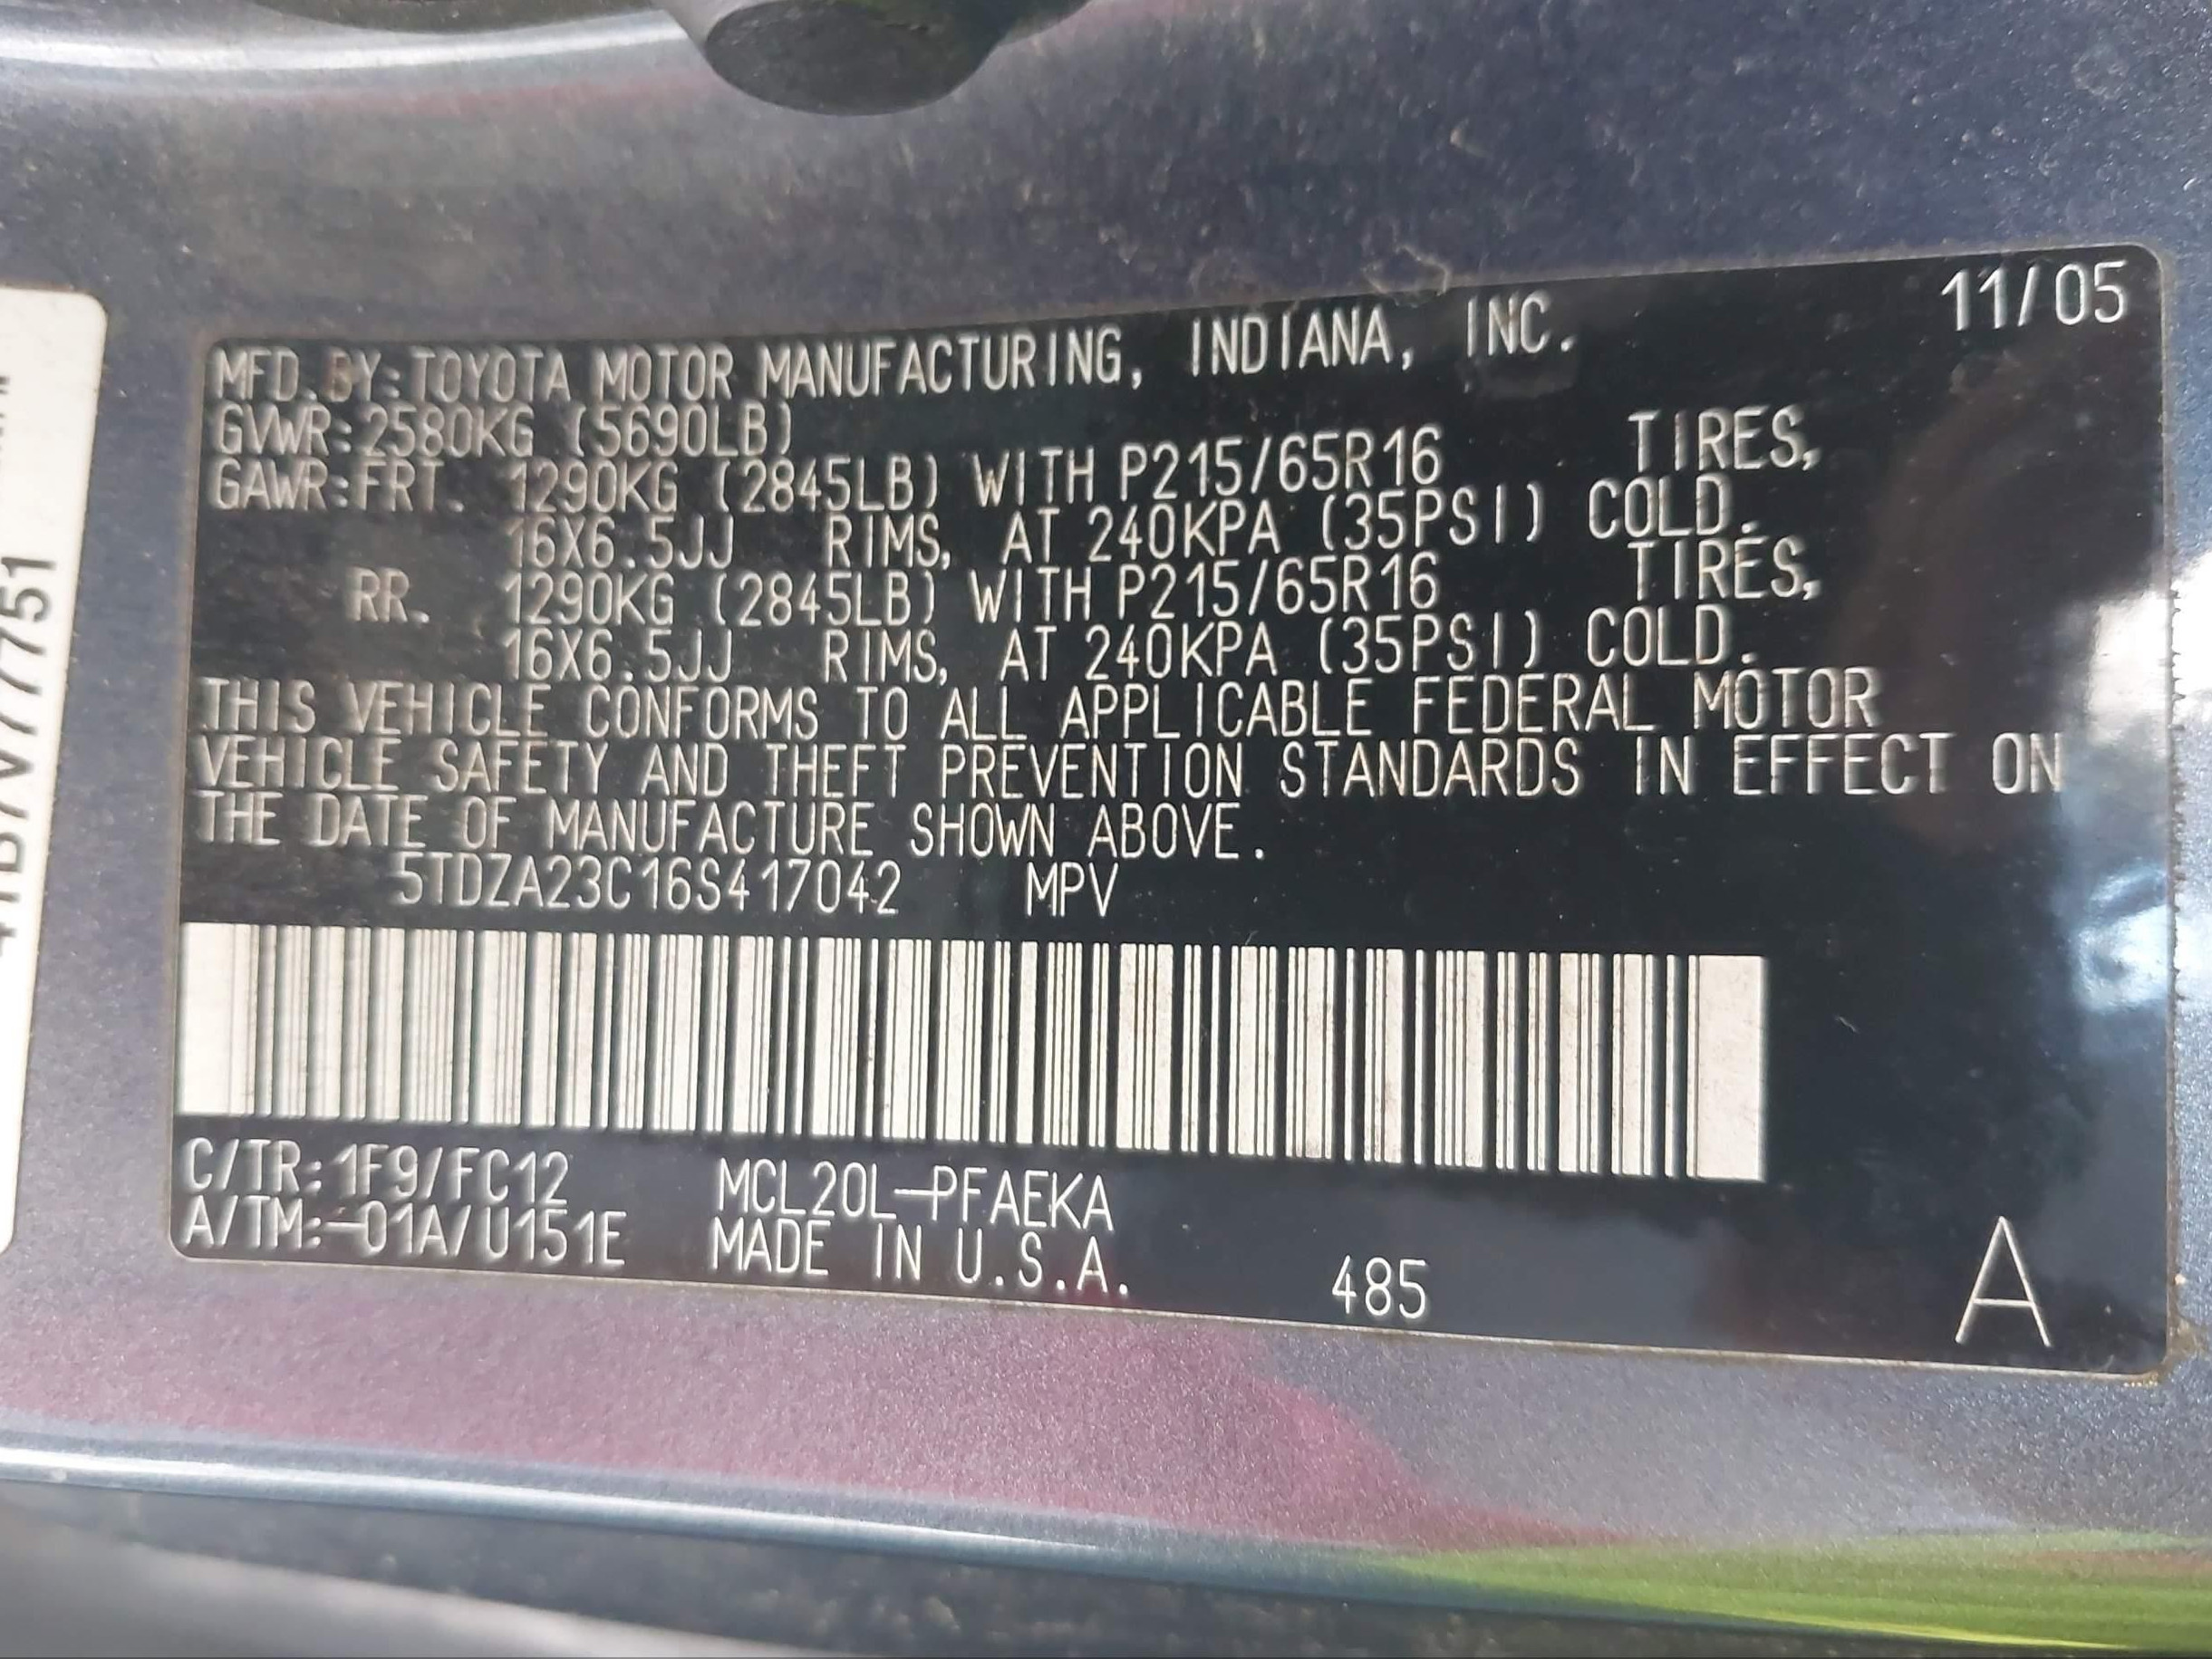 11/05
MFD.BY:TOYOTA MOTOR MANUFACTURING, INDIANA, INC.
GVWR:2580KG (5690LB)
GAWR:FRT. 1290KG (2845LB) WITH P215/65R16 TIRES,
16X6.5JJ RIMS, AT 240KPA (35PSI) COLD.
RR. 1290KG (2845LB) WITH P215/65R16 TIRES,
16X6.5JJ RIMS, AT 240KPA (35PSI) COLD.
THIS VEHICLE CONFORMS TO ALL APPLICABLE FEDERAL MOTOR
VEHICLE SAFETY AND THEFT PREVENTION STANDARDS IN EFFECT ON
THE DATE OF MANUFACTURE SHOWN ABOVE.
5TDZA23C16S417042 MPV
C/TR:1F9/FC12 MCL20L-PFAEKA
A/TM:-01A/U151E MADE IN U.S.A.
485
A